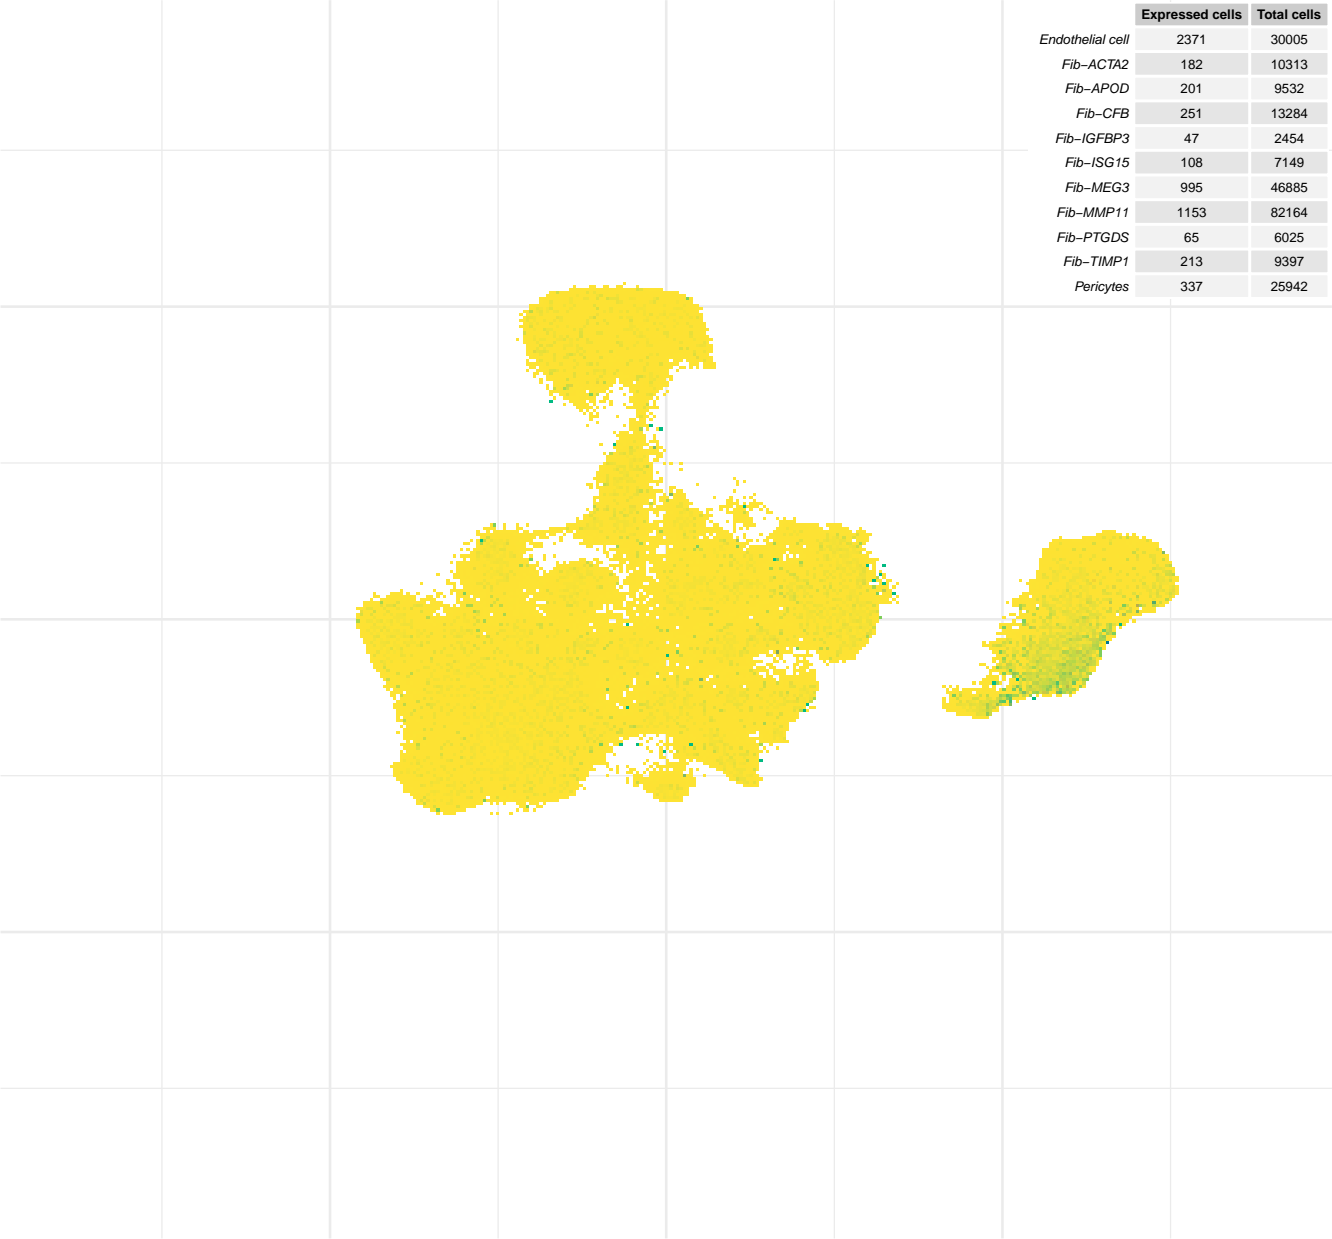 Expressed cells Total cells
Endothelial cell 2371 30005
Fib−ACTA2 182 10313
Fib−APOD 201 9532
Fib−CFB 251 13284
Fib−IGFBP3 47 2454
Fib−ISG15 108 7149
Fib−MEG3 995 46885
Fib−MMP11 1153 82164
Fib−PTGDS 65 6025
Fib−TIMP1 213 9397
Pericytes 337 25942